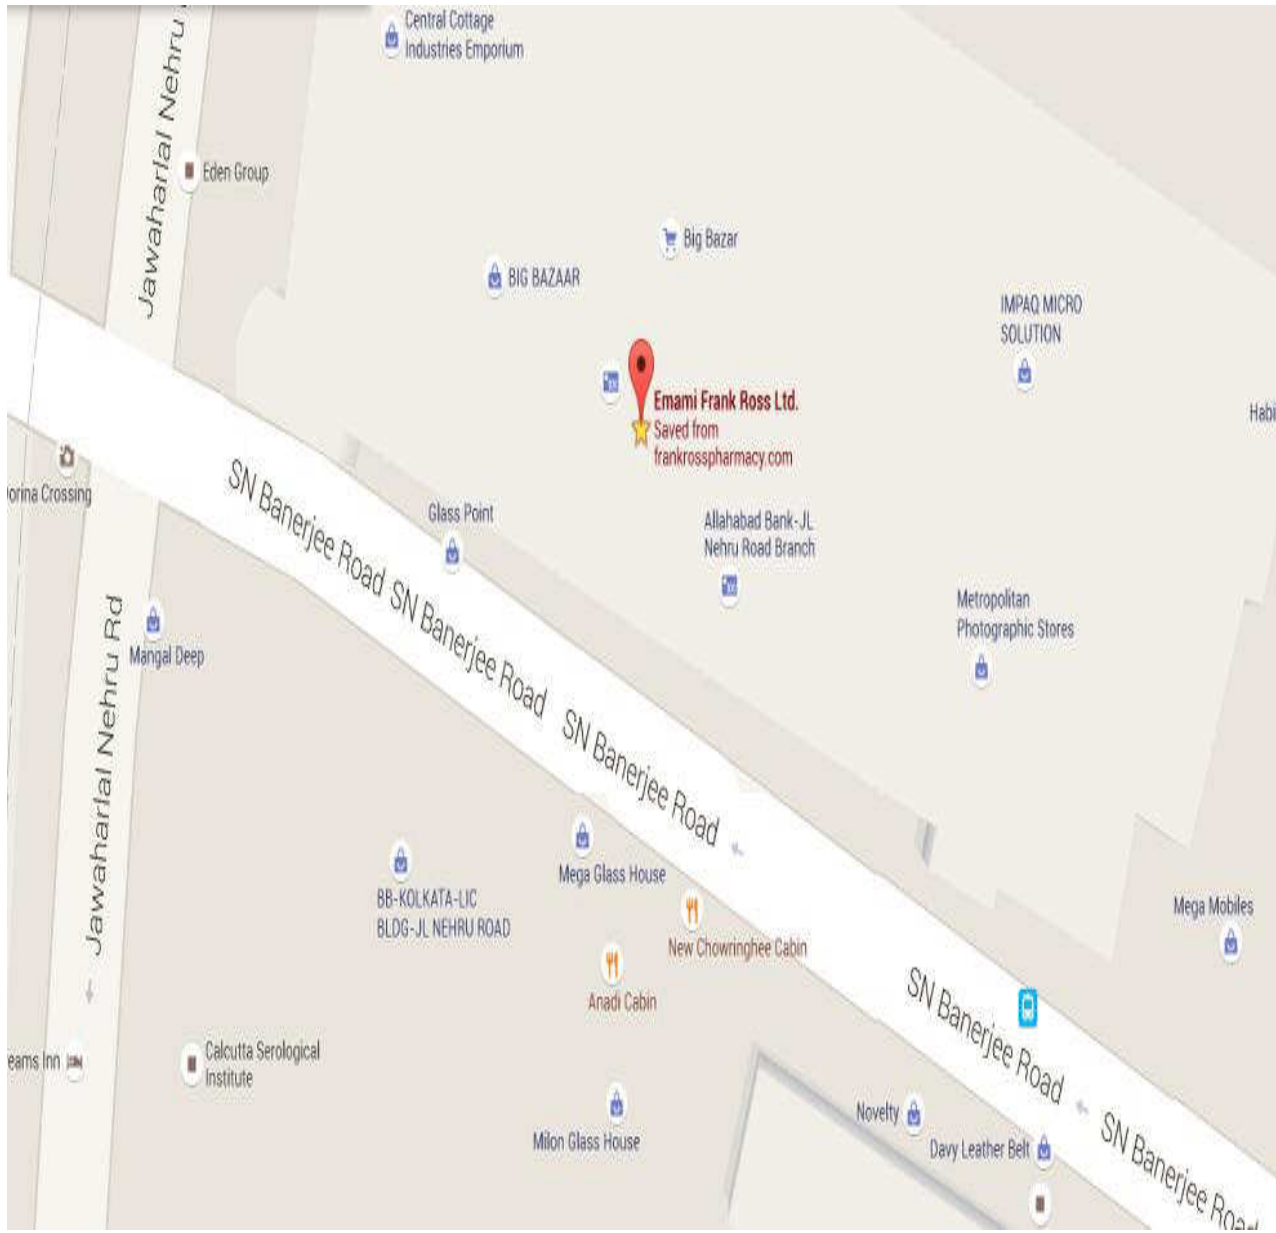 Central Cottage
Industries Emporium
Jawaharlal Nehru
Eden Group
Big Bazar
BIG BAZAAR
IMPAQ MICRO
SOLUTION
Emami Frank Ross Ltd.
Saved from
frankrosspharmacy.com
Habi
orina Crossing
SN Banerjee Road
Glass Point
Allahabad Bank-JL
Nehru Road Branch
SN Banerjee Road
Metropolitan
Photographic Stores
Jawaharlal Nehru Rd
Mangal Deep
SN Banerjee Road
Mega Glass House
BB-KOLKATA-LIC
BLDG-JL NEHRU ROAD
New Chowringhee Cabin
Mega Mobiles
Anadi Cabin
SN Banerjee Road
eams Inn
Calcutta Serological
Institute
Novelty
Milon Glass House
Davy Leather Belt
SN Banerjee Road